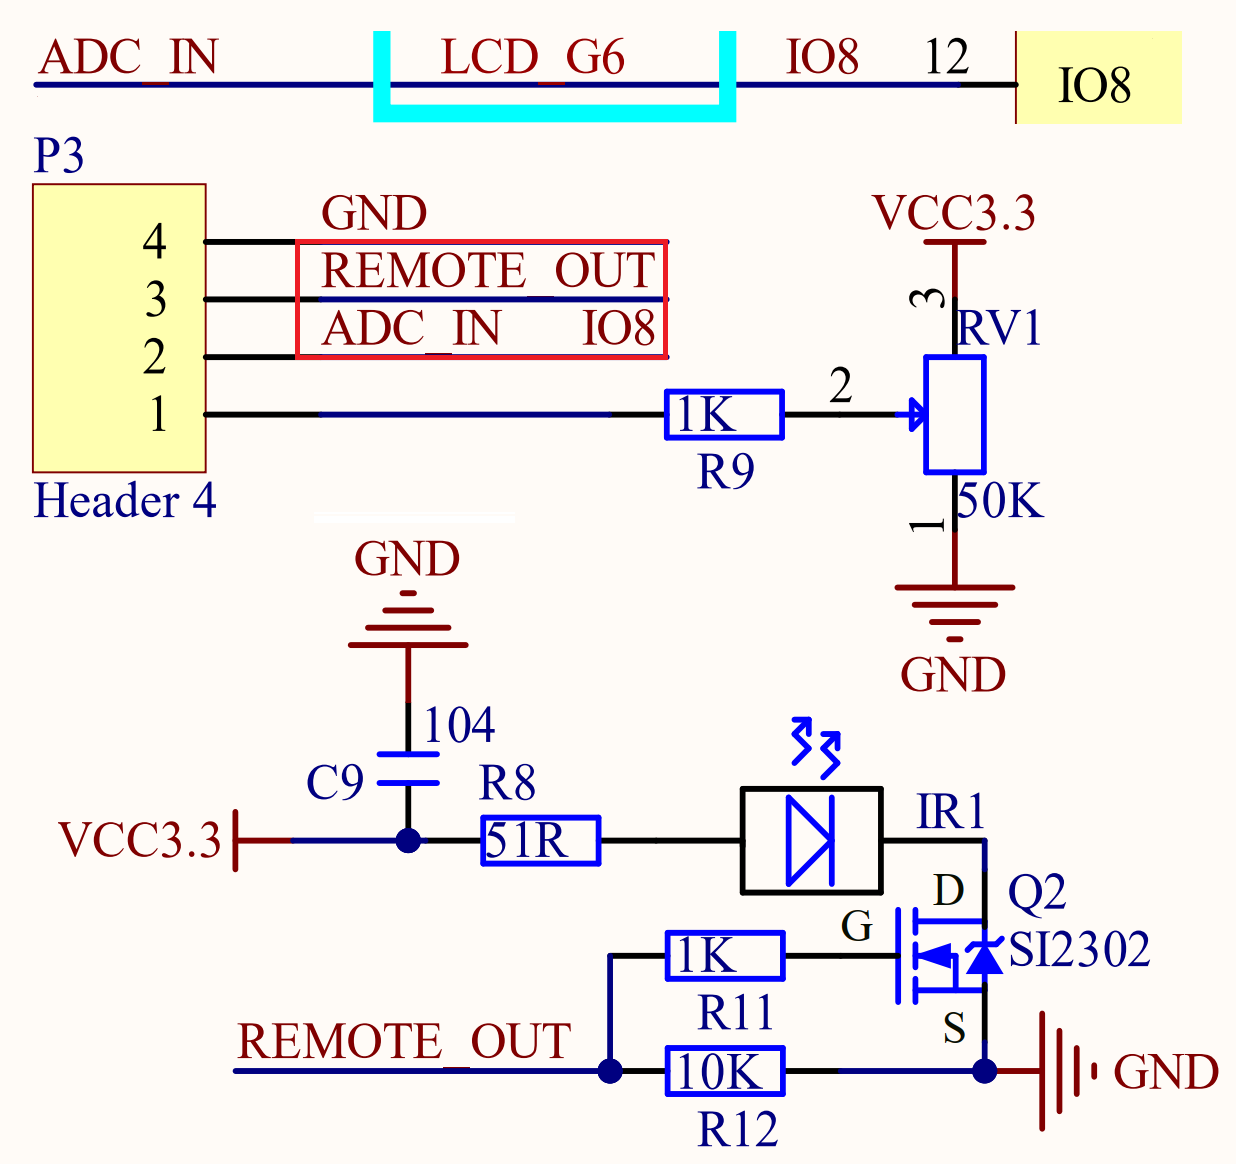 ADC_IN LCD_G6 IO8 12 IO8
P3
4 GND
3 REMOTE_OUT
2 ADC_IN IO8
1 1K 2
R9
Header 4
VCC3.3
3
RV1
50K
1
GND
GND
104
C9 R8
VCC3.3 51R IR1
D Q2
G SI2302
1K
R11 S
REMOTE_OUT 10K GND
R12